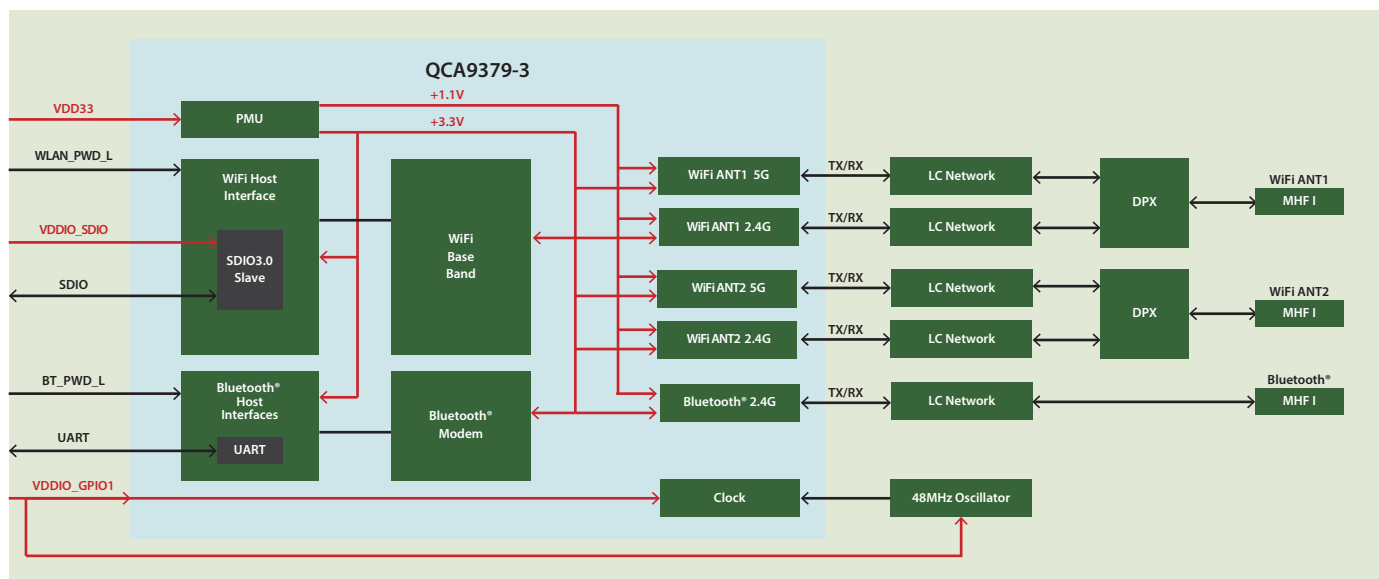 QCA9379-3
VDD33
PMU
+1.1V
+3.3V
WLAN_PWD_L
WiFi Host
Interface
VDDIO_SDIO
SDIO3.0
Slave
SDIO
WiFi
Base
Band
BT_PWD_L
Bluetooth®
Host
Interfaces
UART
UART
Bluetooth®
Modem
VDDIO_GPIO1
WiFi ANT1 5G
TX/RX
LC Network
WiFi ANT1 2.4G
TX/RX
LC Network
DPX
WiFi ANT1
MHF I
WiFi ANT2 5G
TX/RX
LC Network
WiFi ANT2 2.4G
TX/RX
LC Network
DPX
WiFi ANT2
MHF I
Bluetooth® 2.4G
TX/RX
LC Network
Bluetooth®
MHF I
Clock
48MHz Oscillator